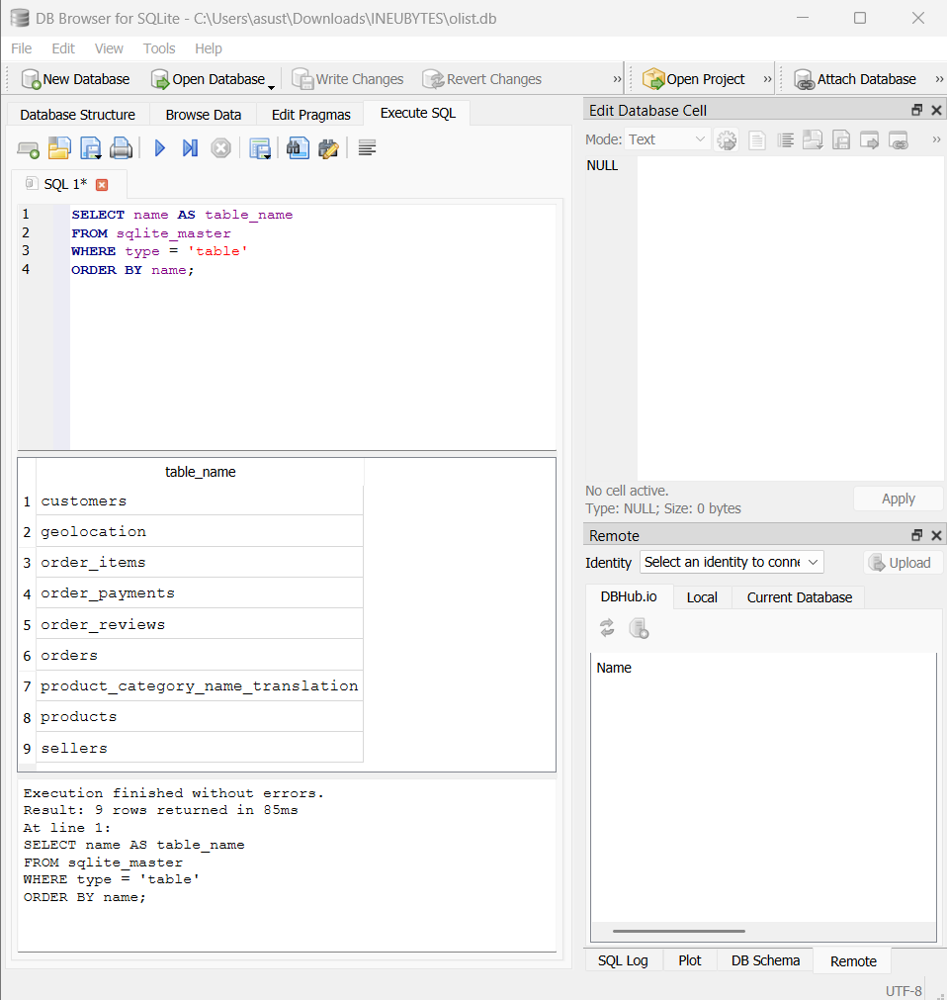 DB Browser for SQLite - C:\Users\asust\Downloads\INEUBYTES\olist.db
File Edit View Tools Help
New Database Open Database Write Changes Revert Changes » Open Project » Attach Database »
Database Structure Browse Data Edit Pragmas Execute SQL
SQL 1*
1 SELECT name AS table_name
2 FROM sqlite_master
3 WHERE type = 'table'
4 ORDER BY name;
table_name
1 customers
2 geolocation
3 order_items
4 order_payments
5 order_reviews
6 orders
7 product_category_name_translation
8 products
9 sellers
Execution finished without errors.
Result: 9 rows returned in 85ms
At line 1:
SELECT name AS table_name
FROM sqlite_master
WHERE type = 'table'
ORDER BY name;
Edit Database Cell
Mode: Text »
NULL
No cell active.
Type: NULL; Size: 0 bytes
Apply
Remote
Identity Select an identity to conne Upload
DBHub.io Local Current Database
Name
SQL Log Plot DB Schema Remote
UTF-8